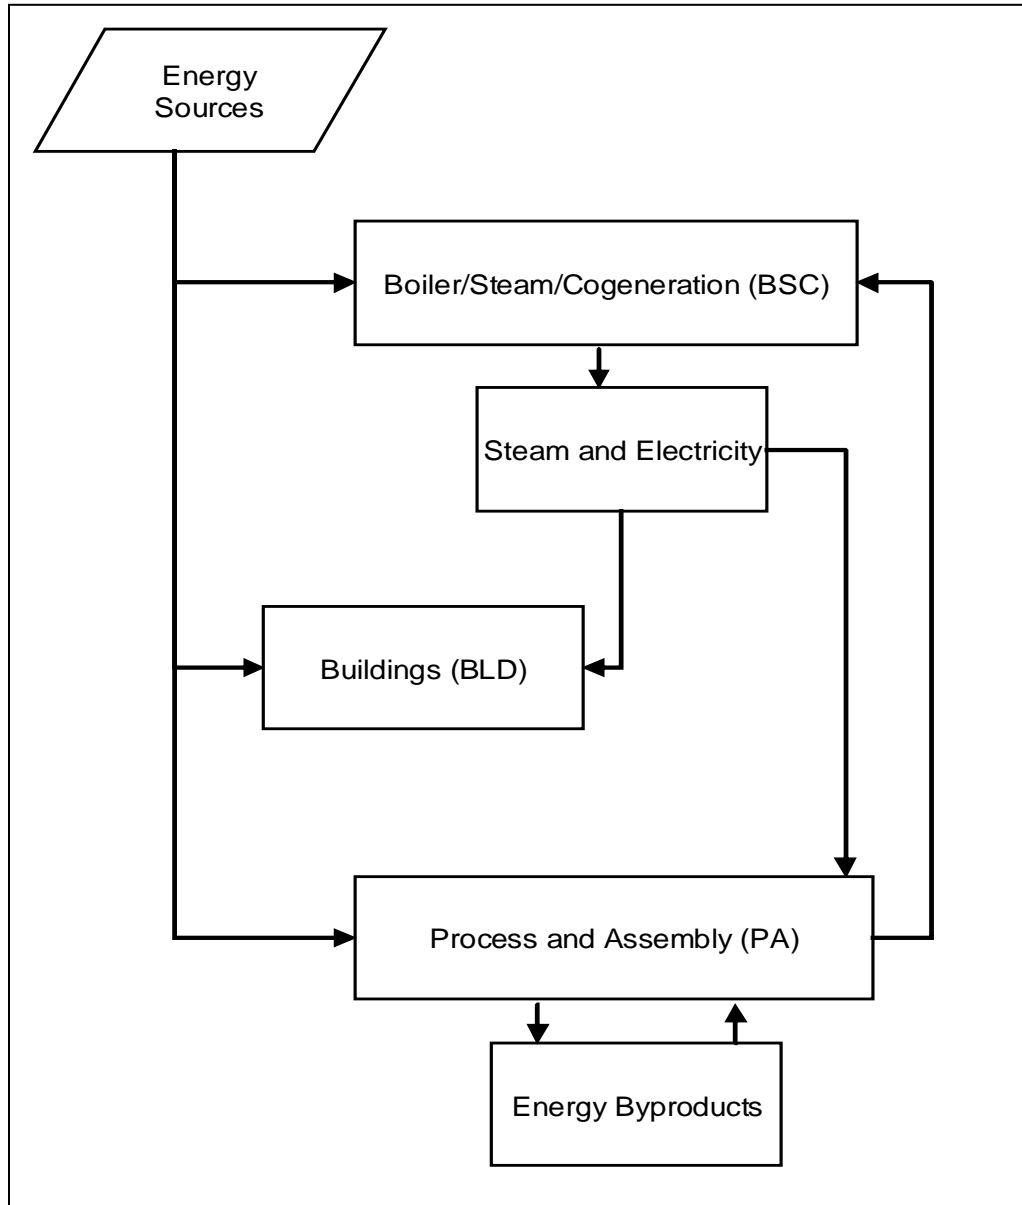 Energy
Sources
Boiler/Steam/Cogeneration (BSC)
Steam and Electricity
Buildings (BLD)
Process and Assembly (PA)
Energy Byproducts